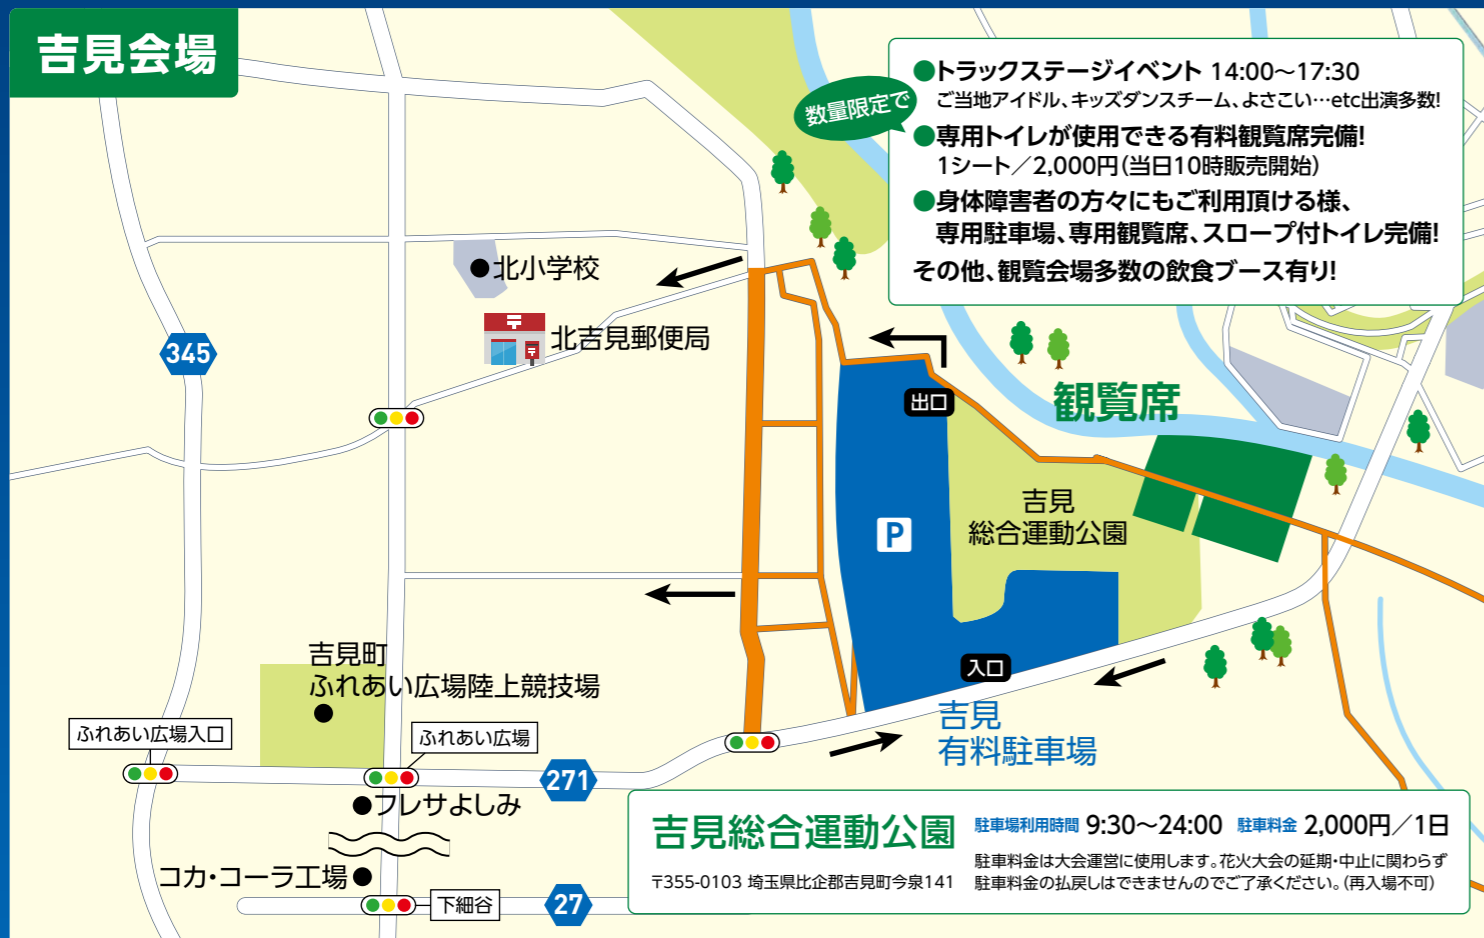 吉見会場
数量限定で
●トラックステージイベント 14:00〜17:30
ご当地アイドル、キッズダンスチーム、よさこい…etc出演多数!
●専用トイレが使用できる有料観覧席完備!
1シート／2,000円(当日10時販売開始)
●身体障害者の方々にもご利用頂ける様、
専用駐車場、専用観覧席、スロープ付トイレ完備!
その他、観覧会場多数の飲食ブース有り!
北小学校
北吉見郵便局
345
出口
観覧席
P
吉見
総合運動公園
入口
吉見
有料駐車場
吉見町
ふれあい広場陸上競技場
ふれあい広場入口
ふれあい広場
271
フレサよしみ
コカ・コーラ工場
下細谷
27
吉見総合運動公園
〒355-0103 埼玉県比企郡吉見町今泉141
駐車場利用時間 9:30〜24:00 駐車料金 2,000円／1日
駐車料金は大会運営に使用します。花火大会の延期・中止に関わらず
駐車料金の払戻しはできませんのでご了承ください。(再入場不可)